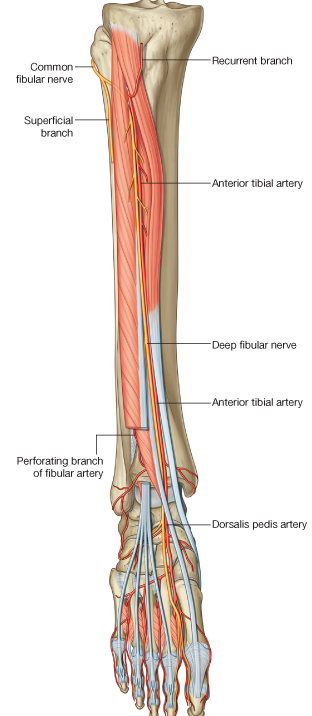 Recurrent branch
Common
fibular nerve
Superficial
branch
Anterior tibial artery
Deep fibular nerve
Anterior tibial artery
Perforating branch
of fibular artery
Dorsalis pedis artery